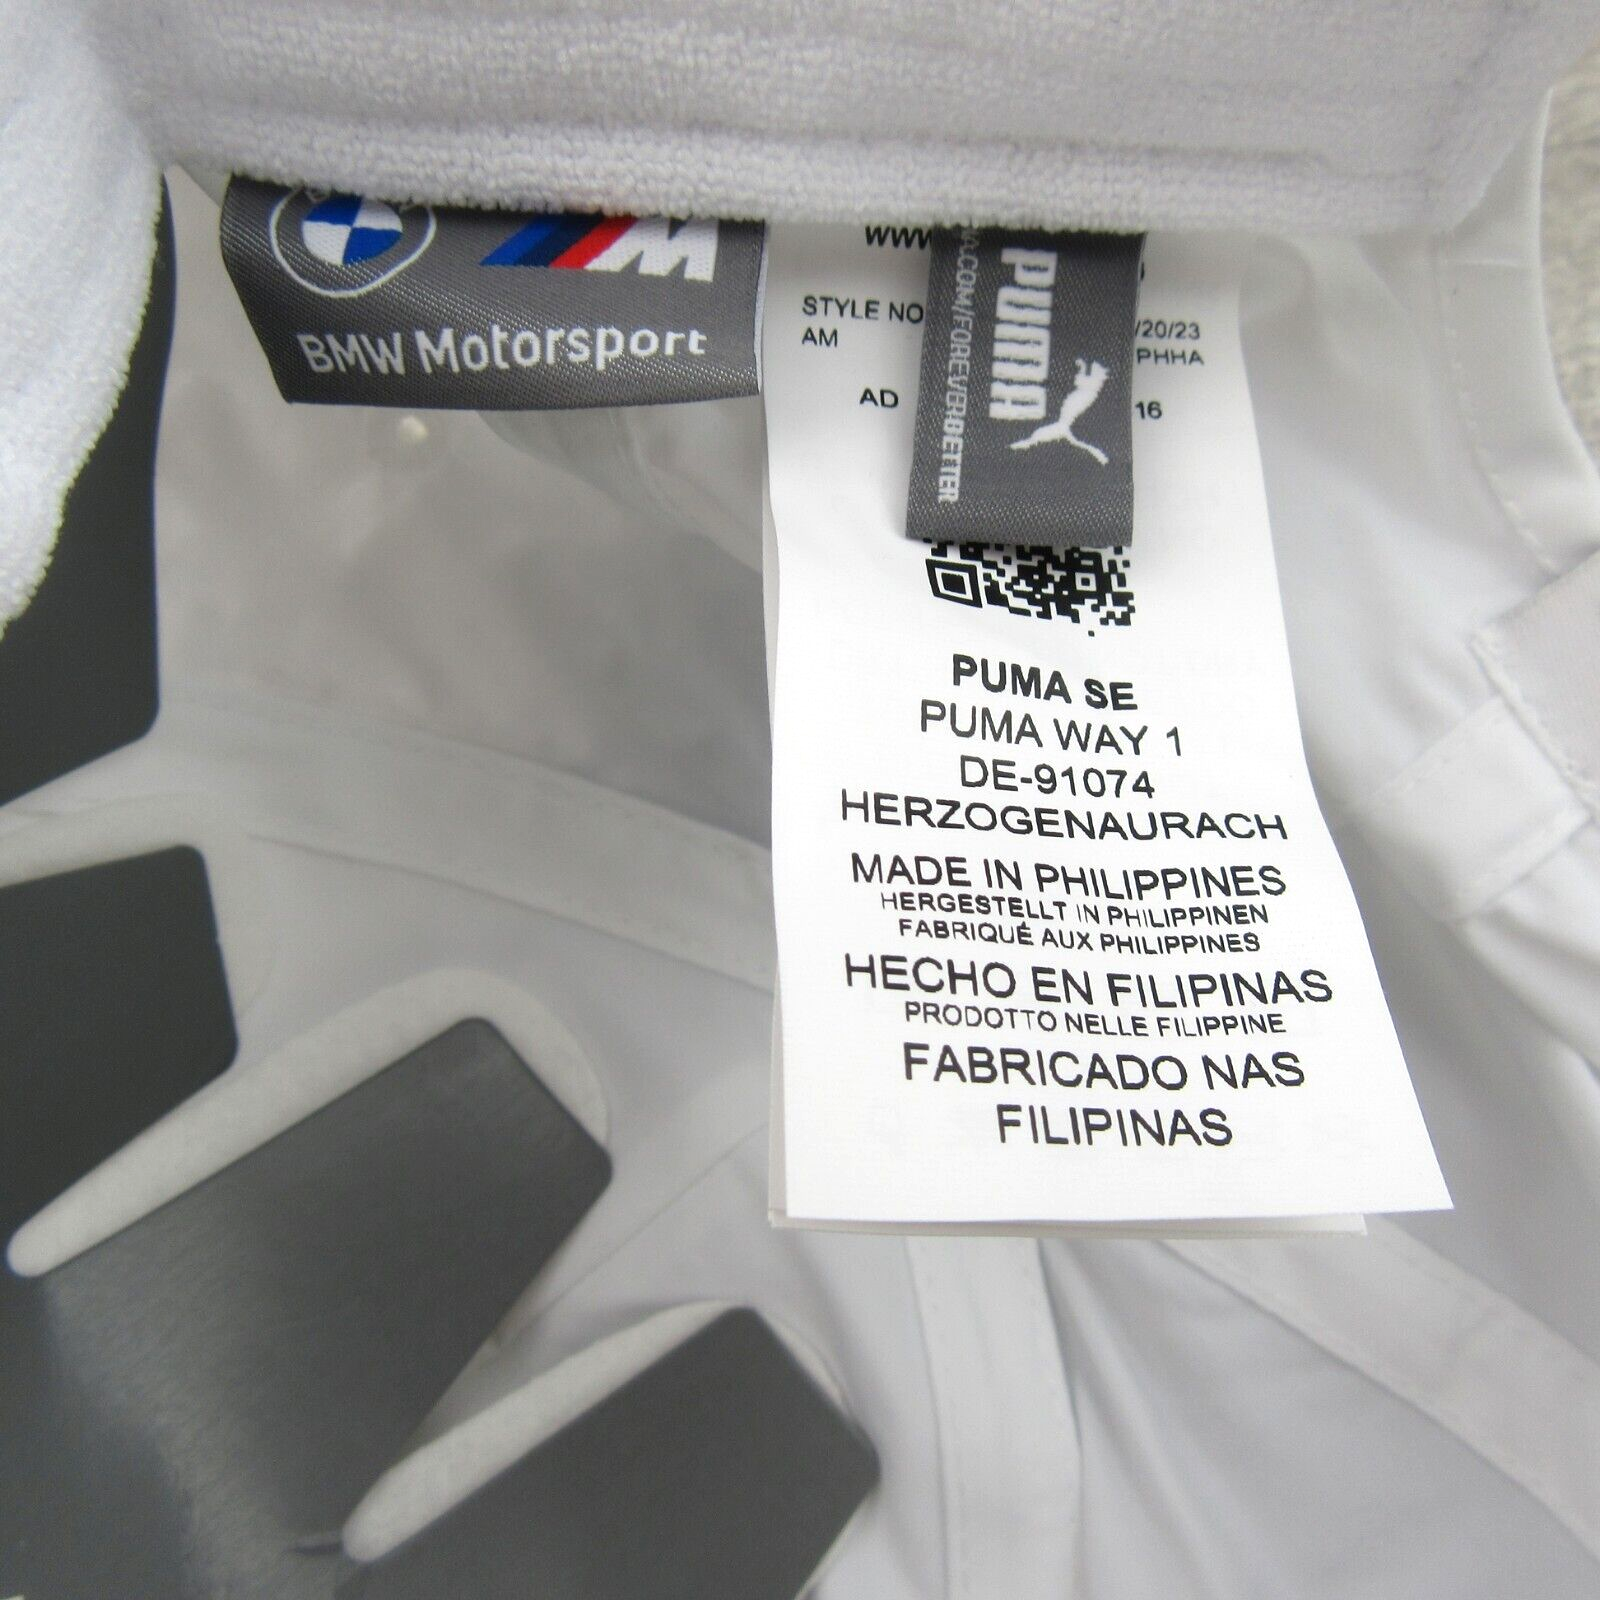 M
BMW Motorsport
www
STYLE NO
/20/23
AM
PHHA
AD
16
PUMA
.COM/FOREVERBETTER
PUMA SE
PUMA WAY 1
DE-91074
HERZOGENAURACH
MADE IN PHILIPPINES
HERGESTELLT IN PHILIPPINEN
FABRIQUÉ AUX PHILIPPINES
HECHO EN FILIPINAS
PRODOTTO NELLE FILIPPINE
FABRICADO NAS
FILIPINAS